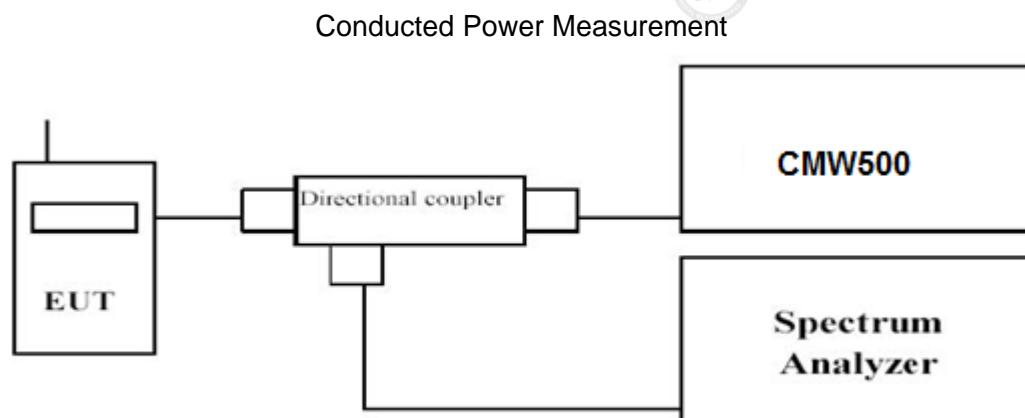 Conducted Power Measurement
Directional coupler
CMW500
EUT
Spectrum
Analyzer